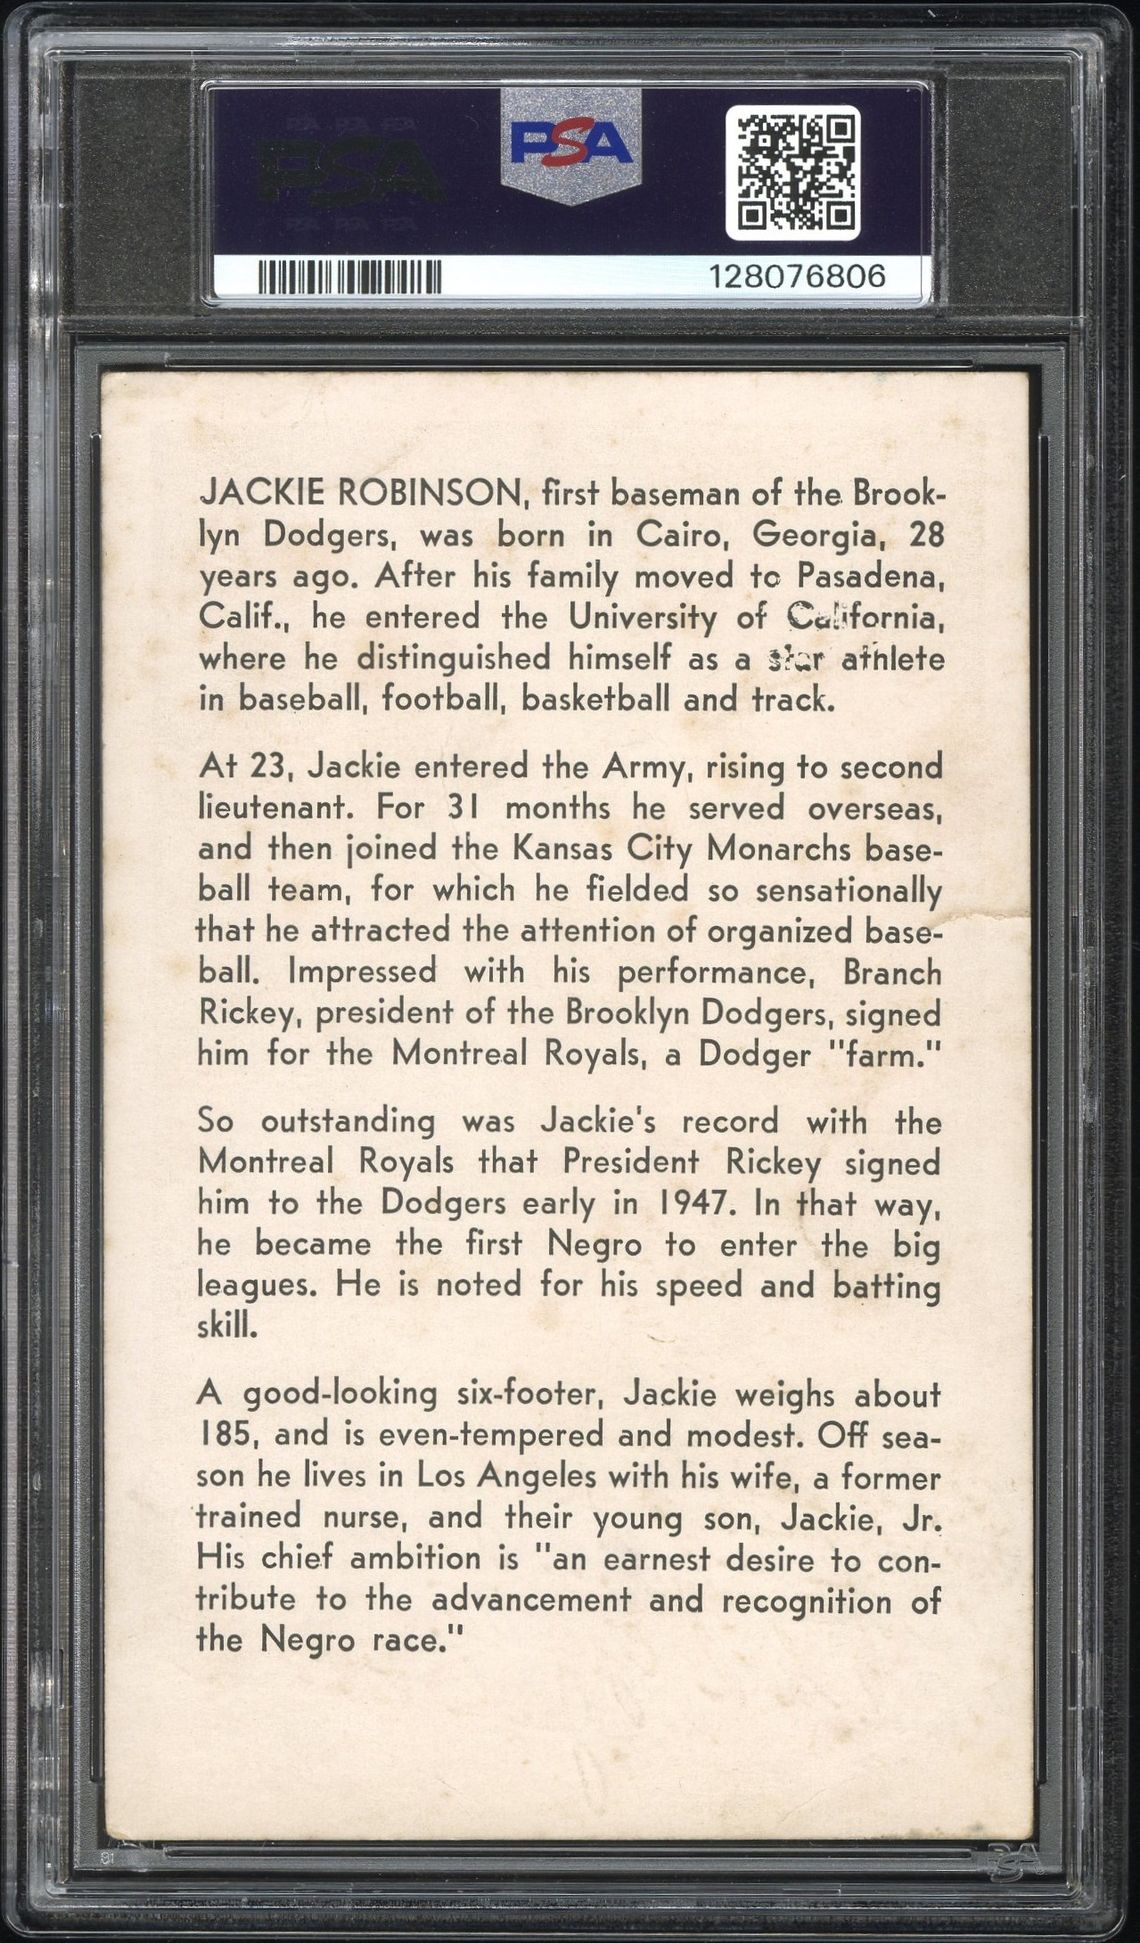 PSA
128076806
JACKIE ROBINSON, first baseman of the Brook-
lyn Dodgers, was born in Cairo, Georgia, 28
years ago. After his family moved to Pasadena,
Calif., he entered the University of California,
where he distinguished himself as a star athlete
in baseball, football, basketball and track.
At 23, Jackie entered the Army, rising to second
lieutenant. For 31 months he served overseas,
and then joined the Kansas City Monarchs base-
ball team, for which he fielded so sensationally
that he attracted the attention of organized base-
ball. Impressed with his performance, Branch
Rickey, president of the Brooklyn Dodgers, signed
him for the Montreal Royals, a Dodger "farm."
So outstanding was Jackie's record with the
Montreal Royals that President Rickey signed
him to the Dodgers early in 1947. In that way,
he became the first Negro to enter the big
leagues. He is noted for his speed and batting
skill.
A good-looking six-footer, Jackie weighs about
185, and is even-tempered and modest. Off sea-
son he lives in Los Angeles with his wife, a former
trained nurse, and their young son, Jackie, Jr.
His chief ambition is "an earnest desire to con-
tribute to the advancement and recognition of
the Negro race."
PSA